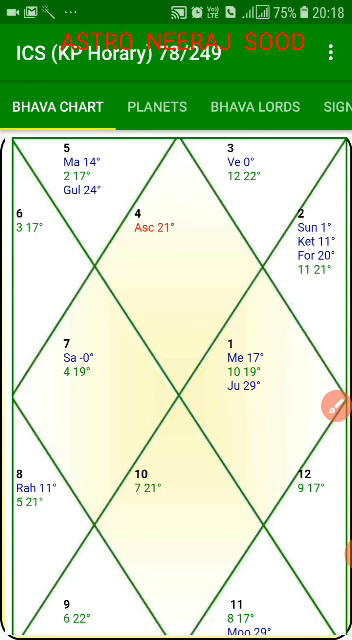 75% 20:18
ASTRO NEERAJ SOOD
ICS (KP Horary) 78/249
BHAVA CHART PLANETS BHAVA LORDS SIGN
5
Ma 14°
2 17°
Gul 24°
3
Ve 0°
12 22°
6
3 17°
4
Asc 21°
2
Sun 1°
Ket 11°
For 20°
11 21°
7
Sa -0°
4 19°
1
Me 17°
10 19°
Ju 29°
8
Rah 11°
5 21°
10
7 21°
12
9 17°
9
6 22°
11
8 17°
Moo 29°